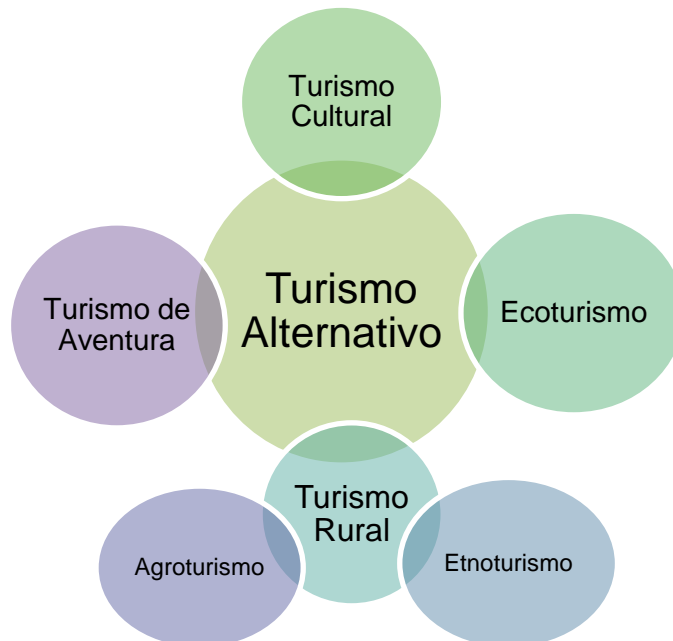 Turismo
Cultural
Turismo de
Aventura
Turismo
Alternativo
Ecoturismo
Turismo
Rural
Agroturismo
Etnoturismo